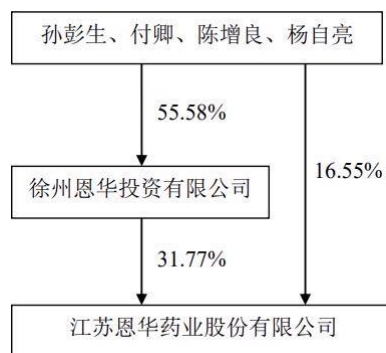 孙彭生、付卿、陈增良、杨自亮
55.58%
徐州恩华投资有限公司
16.55%
31.77%
江苏恩华药业股份有限公司